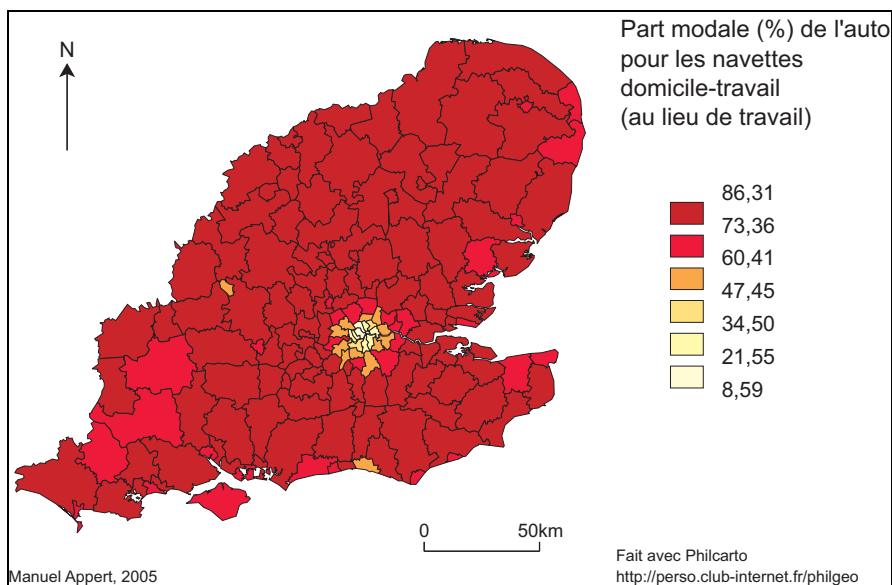 Part modale (%) de l'auto
pour les navettes
domicile-travail
(au lieu de travail)
N
86,31
73,36
60,41
47,45
34,50
21,55
8,59
0 50km
Manuel Appert, 2005
Fait avec Philcarto
http://perso.club-internet.fr/philgeo